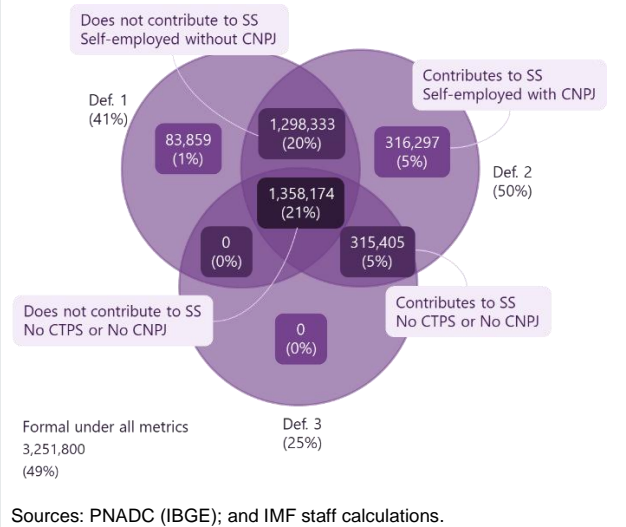 Does not contribute to SS
Self-employed without CNPJ
Contributes to SS
Self-employed with CNPJ
Def. 1
(41%)
1,298,333
(20%)
83,859
(1%)
316,297
(5%)
Def. 2
(50%)
1,358,174
(21%)
0
(0%)
315,405
(5%)
Does not contribute to SS
No CTPS or No CNPJ
Contributes to SS
No CTPS or No CNPJ
0
(0%)
Def. 3
(25%)
Formal under all metrics
3,251,800
(49%)
Sources: PNADC (IBGE); and IMF staff calculations.